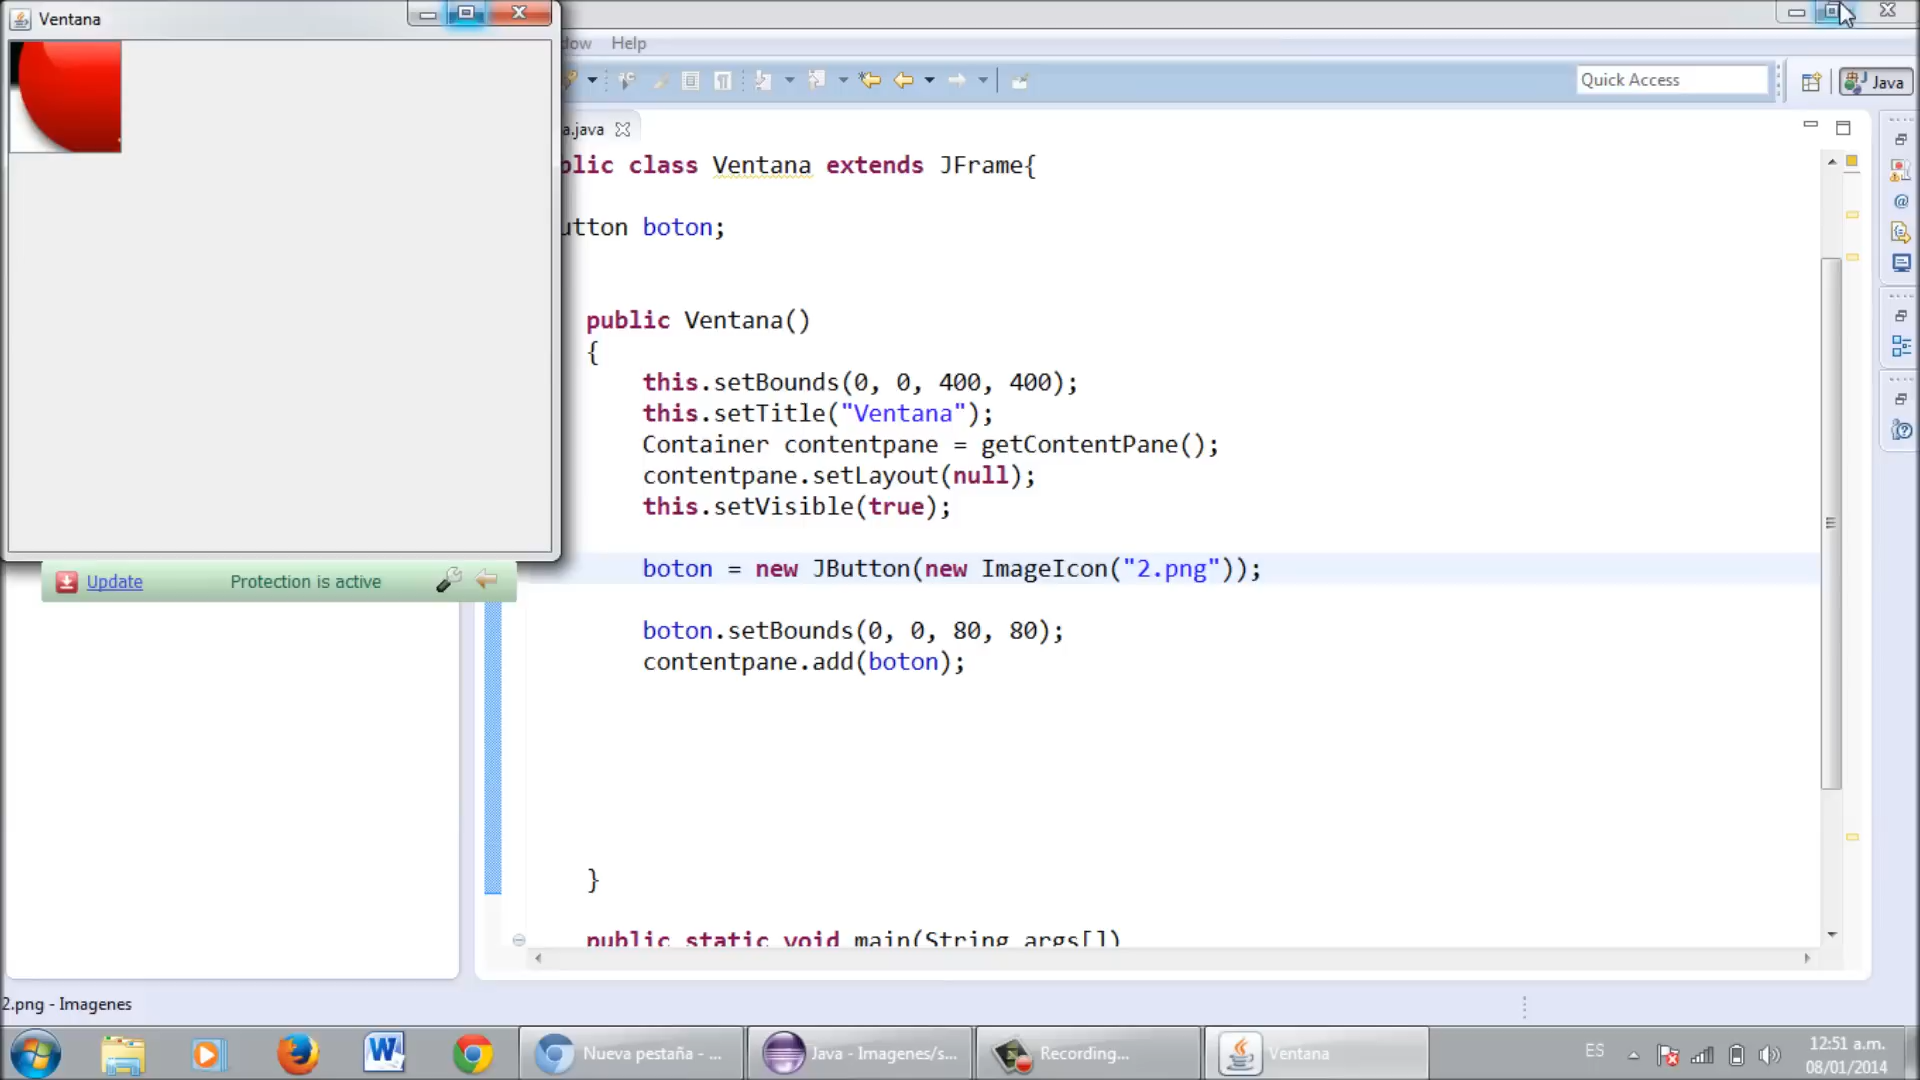 Ventana
dow Help
Quick Access
Java
a.java
blic class Ventana extends JFrame{
utton boton;
public Ventana()
{
this.setBounds(0, 0, 400, 400);
this.setTitle("Ventana");
Container contentpane = getContentPane();
contentpane.setLayout(null);
this.setVisible(true);
boton = new JButton(new ImageIcon("2.png"));
Update Protection is active
boton.setBounds(0, 0, 80, 80);
contentpane.add(boton);
}
public static void main(String args[])
2.png - Imagenes
Nueva pestaña - ...
Java - Imagenes/s...
Recording...
Ventana
ES
12:51 a.m.
08/01/2014